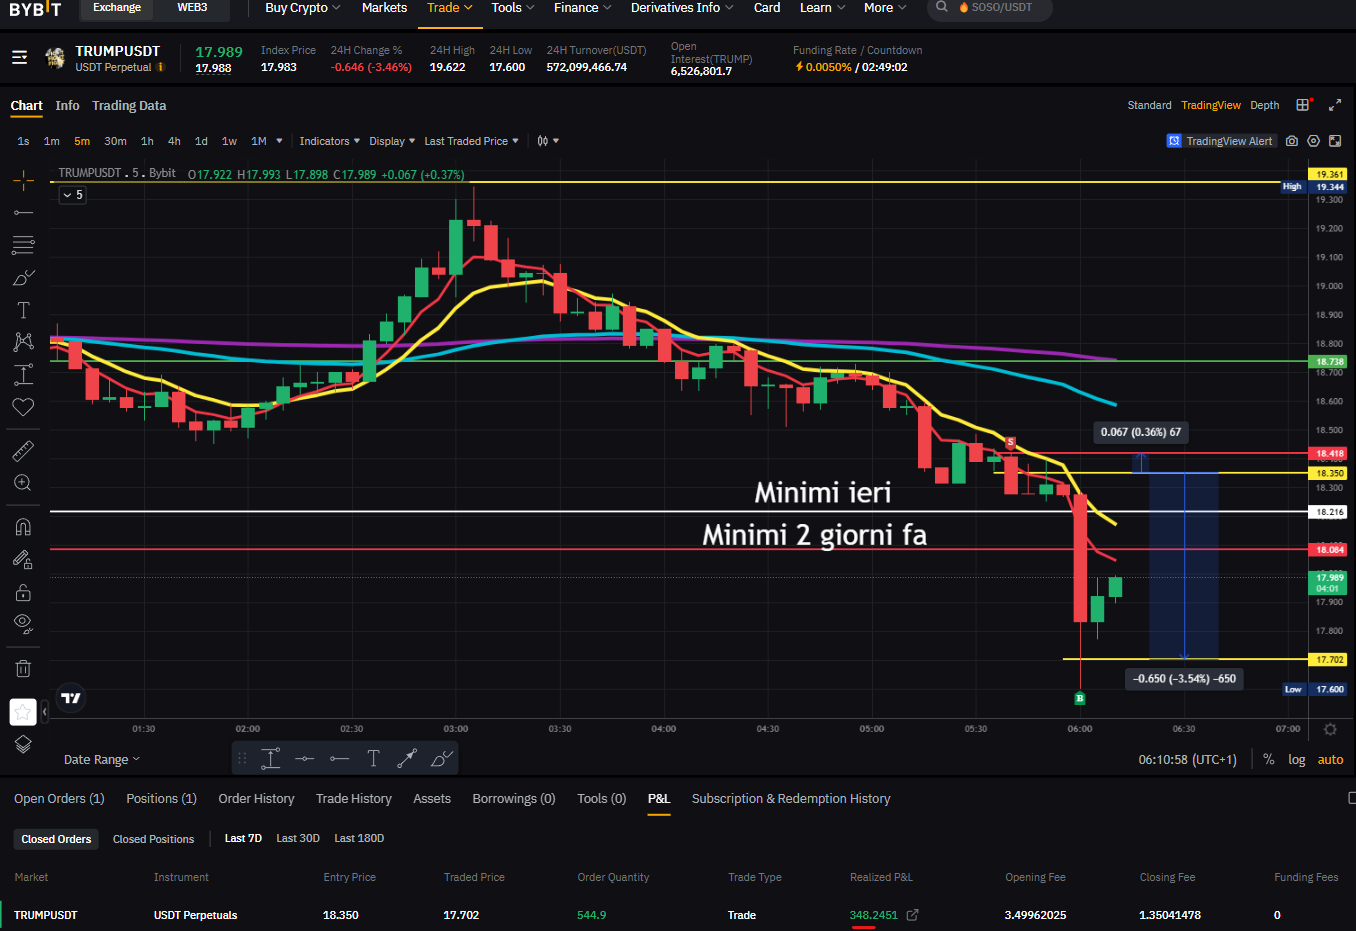 BYBIT Exchange WEB3 Buy Crypto Markets Trade Tools Finance Derivatives Info Card Learn More SOSO/USDT
TRUMPUSDT 17.989 Index Price 24H Change % 24H High 24H Low 24H Turnover(USDT) Open Interest(TRUMP) Funding Rate / Countdown
USDT Perpetual 17.988 17.983 -0.646 (-3.46%) 19.622 17.600 572,099,466.74 6,526,801.7 0.0050% / 02:49:02
Chart Info Trading Data Standard TradingView Depth
1s 1m 5m 30m 1h 4h 1d 1w 1M Indicators Display Last Traded Price TradingView Alert
TRUMPUSDT . 5 . Bybit O17.922 H17.993 L17.898 C17.989 +0.067 (+0.37%)
5
19.361
High 19.344
19.300
19.200
19.100
19.000
18.900
18.800
18.738
18.700
18.600
18.500
0.067 (0.36%) 67
S
18.418
18.350
18.300
Minimi ieri
18.216
Minimi 2 giorni fa
18.084
17.989
04:01
17.900
17.800
17.702
-0.650 (-3.54%) -650
Low 17.600
B
01:30 02:00 02:30 03:00 03:30 04:00 04:30 05:00 05:30 06:00 06:30 07:00
Date Range 06:10:58 (UTC+1) % log auto
Open Orders (1) Positions (1) Order History Trade History Assets Borrowings (0) Tools (0) P&L Subscription & Redemption History
Closed Orders Closed Positions Last 7D Last 30D Last 180D
Market Instrument Entry Price Traded Price Order Quantity Trade Type Realized P&L Opening Fee Closing Fee Funding Fees
TRUMPUSDT USDT Perpetuals 18.350 17.702 544.9 Trade 348.2451 3.49962025 1.35041478 0